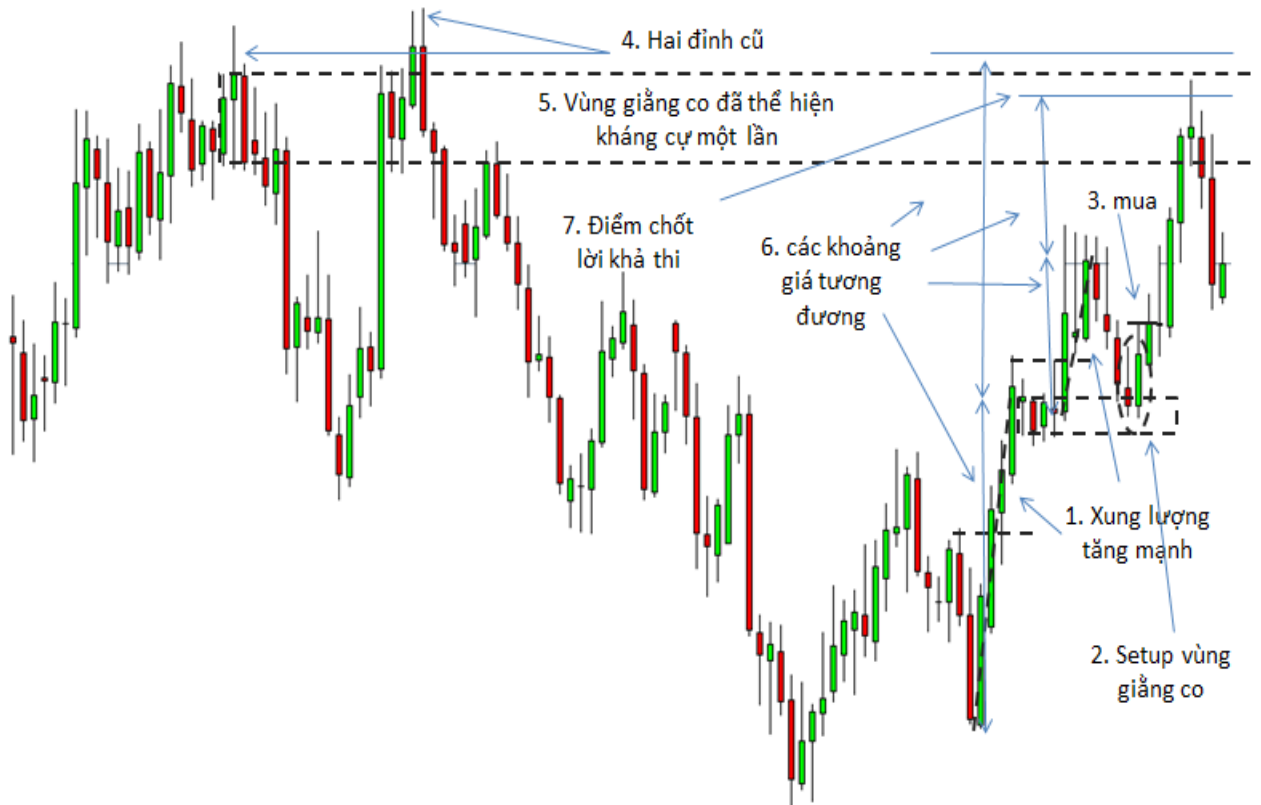 4. Hai đỉnh cũ
5. Vùng giằng co đã thể hiện
kháng cự một lần
3. mua
7. Điểm chốt
lời khả thi
6. các khoảng
giá tương
đương
1. Xung lượng
tăng mạnh
2. Setup vùng
giằng co